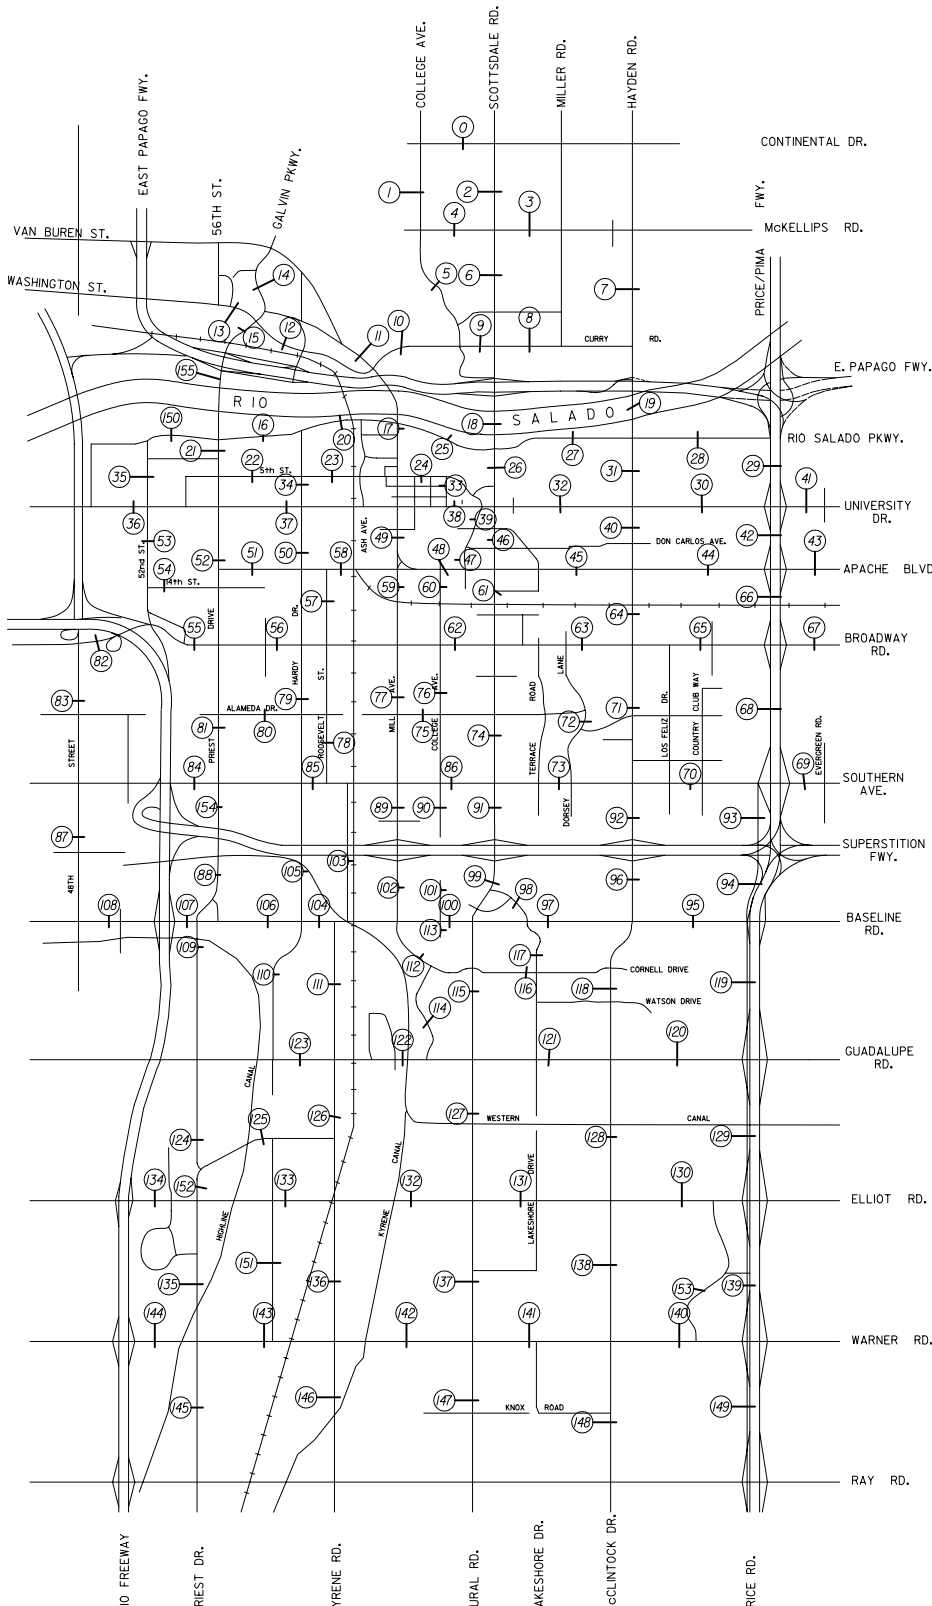 COLLEGE AVE.
SCOTTSDALE RD.
MILLER RD.
HAYDEN RD.
EAST PAPAGO FWY.
56TH ST.
GALVIN PKWY.
PRICE/PIMA FWY.
0
CONTINENTAL DR.
1
2
3
4
McKELLIPS RD.
VAN BUREN ST.
WASHINGTON ST.
5
6
7
14
13
15
12
11
10
9
8
CURRY RD.
E. PAPAGO FWY.
155
RIO SALADO
19
150
16
20
17
18
25
27
28
RIO SALADO PKWY.
21
22
5th ST.
23
24
26
31
29
35
34
33
32
30
41
36
37
38
39
UNIVERSITY DR.
40
42
43
53
52nd ST.
52
51
50
58
ASH AVE.
49
48
47
46
45
44
DON CARLOS AVE.
APACHE BLVD
54
14th ST.
57
59
60
61
64
66
DRIVE
HARDY DR.
55
56
62
63
65
67
BROADWAY RD.
82
83
79
ALAMEDA DR.
80
ROOSEVELT ST.
77
MILL AVE.
76
75
COLLEGE AVE.
74
TERRACE ROAD
LANE
72
71
LOS FELIZ DR.
COUNTRY CLUB WAY
68
81
PRIEST
78
STREET
84
85
86
73
DORSEY
70
69
EVERGREEN RD.
SOUTHERN AVE.
154
89
90
91
92
93
87
SUPERSTITION FWY.
48TH
88
105
103
102
101
99
98
96
94
108
107
106
104
100
113
97
95
BASELINE RD.
109
110
111
112
117
116
CORNELL DRIVE
115
118
119
114
WATSON DRIVE
123
122
121
120
GUADALUPE RD.
CANAL
125
126
127
WESTERN CANAL
124
128
129
CANAL
134
152
133
132
131
LAKESHORE DRIVE
130
ELLIOT RD.
HIGHLINE
KYRENE
151
135
136
137
138
153
139
144
143
142
141
140
WARNER RD.
145
146
147
KNOX ROAD
148
149
RAY RD.
IO FREEWAY
RIEST DR.
YRENE RD.
URAL RD.
AKESHORE DR.
cCLINTOCK DR.
RICE RD.